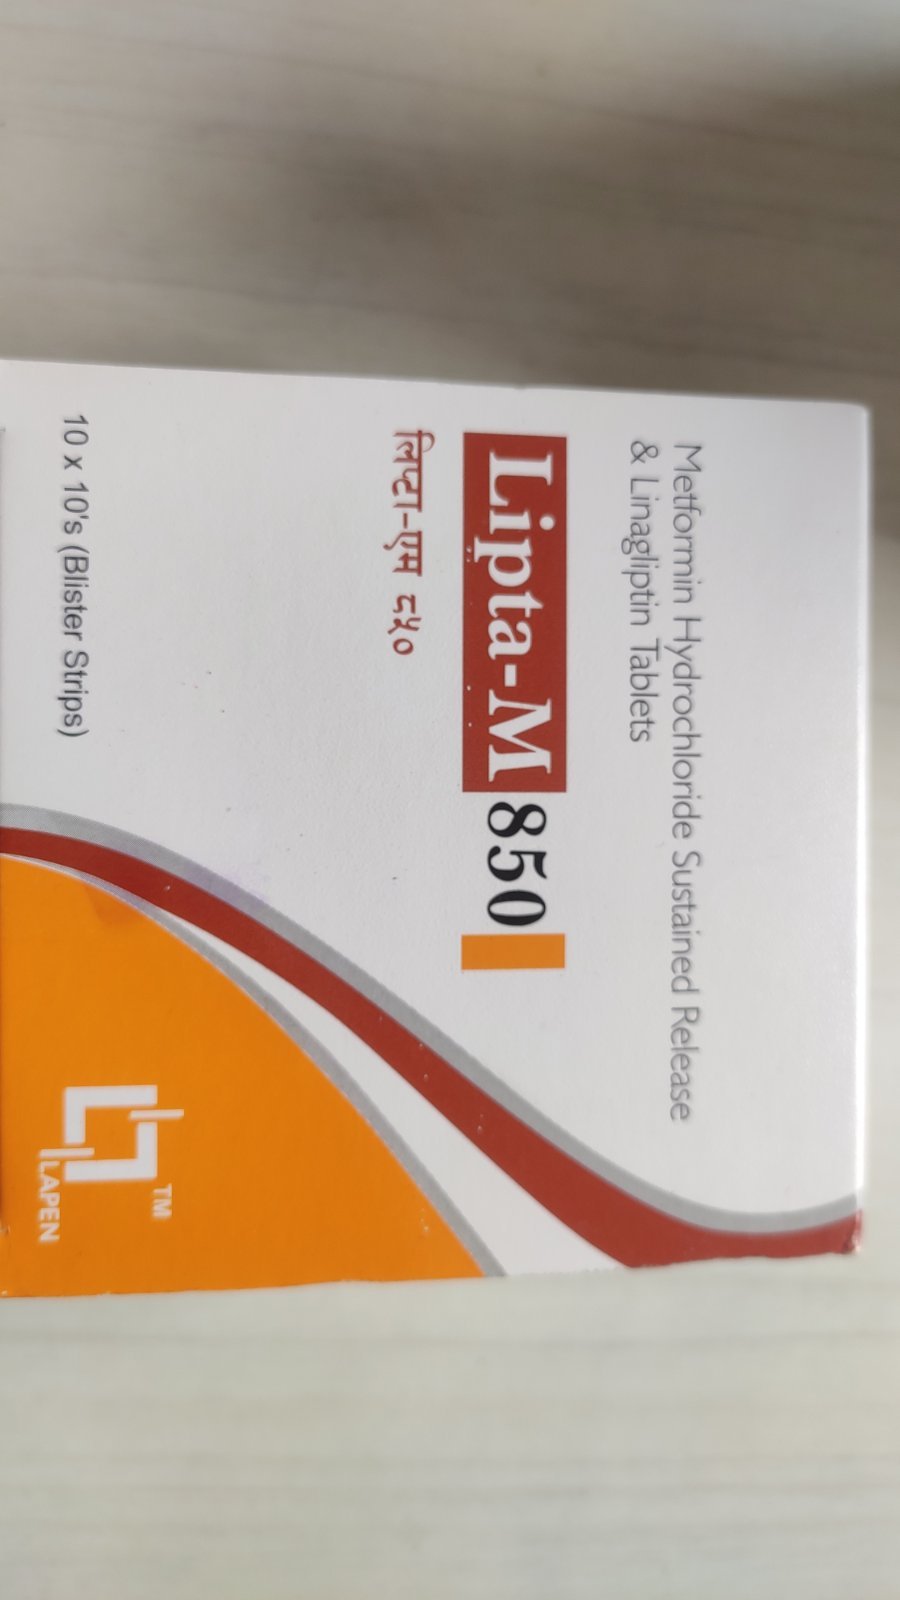 Metformin Hydrochloride Sustained Release
& Linagliptin Tablets
Lipta-M 850
लिप्टा-एम ८५०
10 x 10's (Blister Strips)
TM
LAPEN